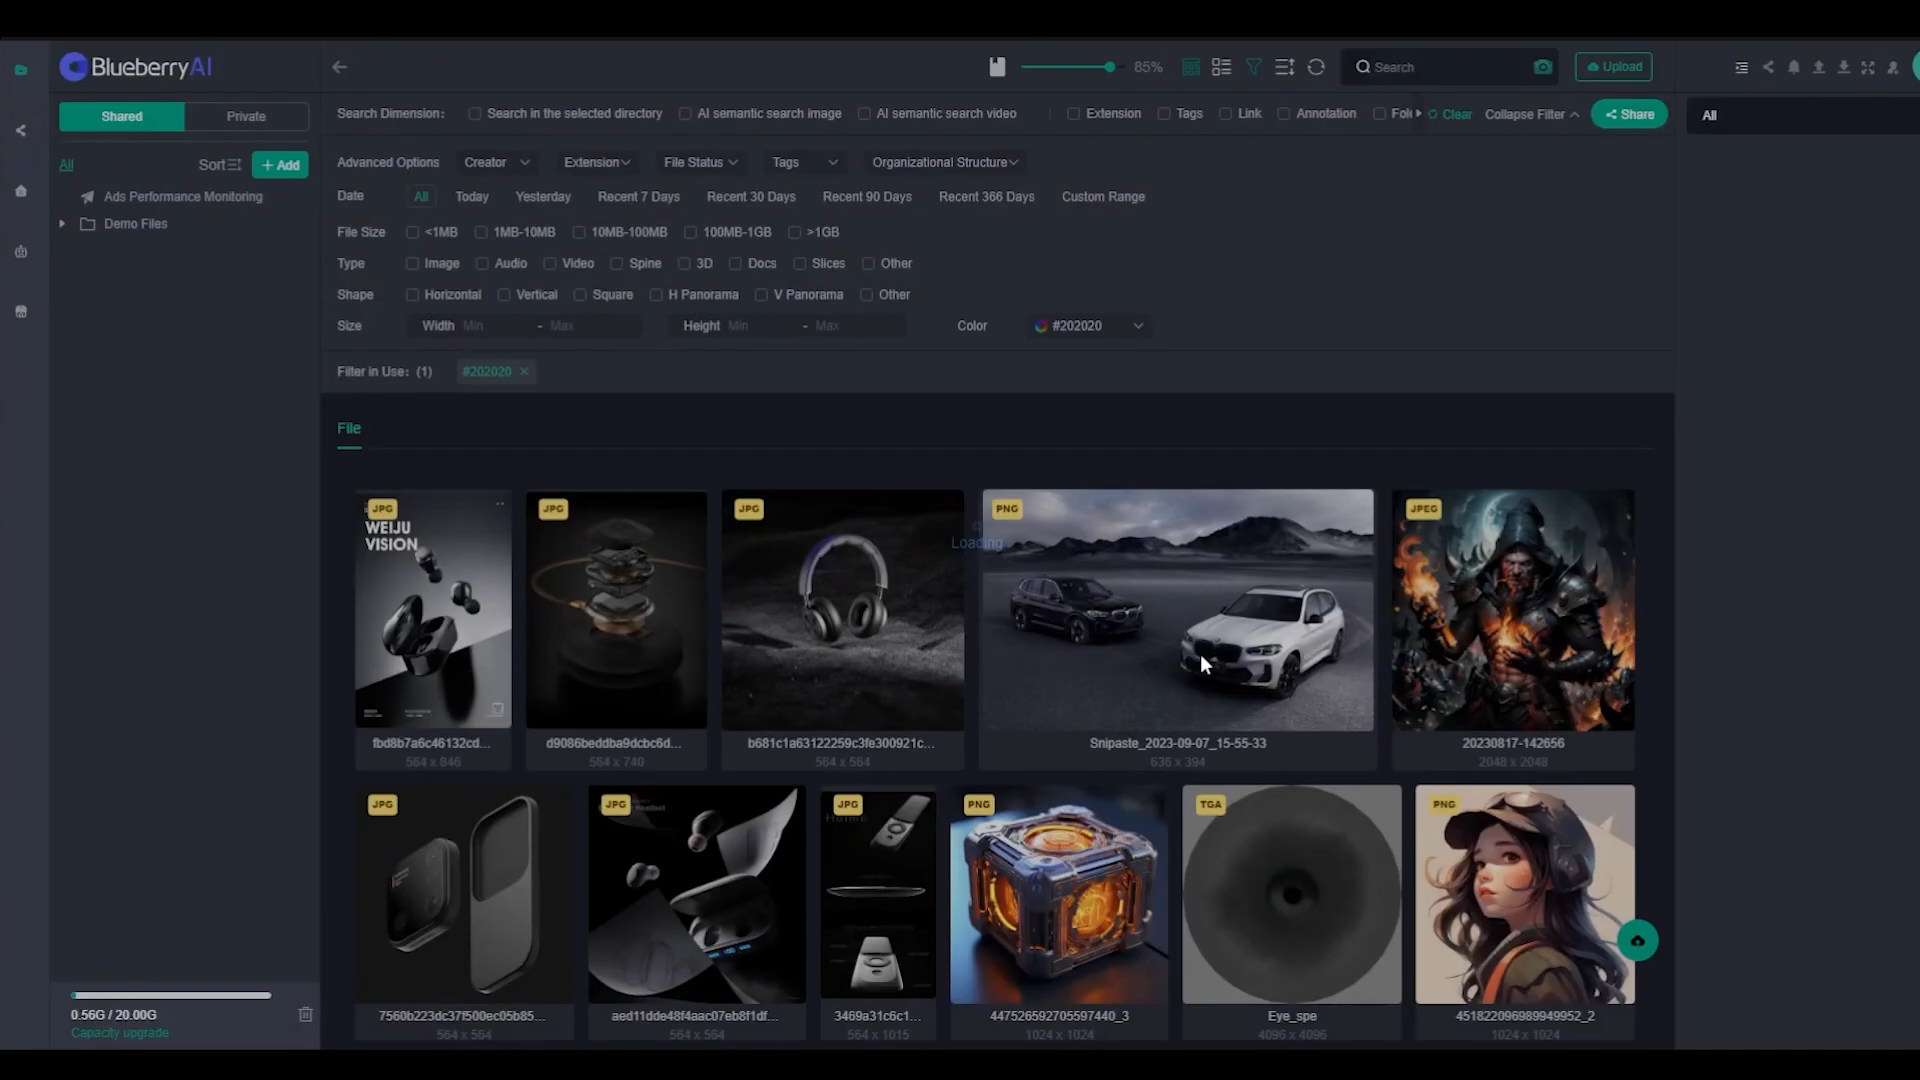 BlueberryAI
85%
Search
Upload
Shared
Private
Search Dimension:
Search in the selected directory
AI semantic search image
AI semantic search video
Extension
Tags
Link
Annotation
Fol
Clear
Collapse Filter
Share
All
All
Sort
+ Add
Advanced Options
Creator
Extension
File Status
Tags
Organizational Structure
Ads Performance Monitoring
Date
All
Today
Yesterday
Recent 7 Days
Recent 30 Days
Recent 90 Days
Recent 366 Days
Custom Range
Demo Files
File Size
<1MB
1MB-10MB
10MB-100MB
100MB-1GB
>1GB
Type
Image
Audio
Video
Spine
3D
Docs
Slices
Other
Shape
Horizontal
Vertical
Square
H Panorama
V Panorama
Other
Size
Width Min - Max
Height Min - Max
Color
#202020
Filter in Use: (1)
#202020 ×
File
JPG
WEIJU
VISION
JPG
JPG
PNG
JPEG
Loading
fbd8b7a6c46132cd...
564 x 846
d9086beddba9dcbc6d...
564 x 740
b681c1a63122259c3fe300921c...
564 x 564
Snipaste_2023-09-07_15-55-33
636 x 394
20230817-142656
2048 x 2048
JPG
JPG
Headset
JPG
PNG
TGA
PNG
7560b223dc37f500ec05b85...
564 x 564
aed11dde48f4aac07eb8f1df...
564 x 564
3469a31c6c1...
564 x 1015
447526592705597440_3
1024 x 1024
Eye_spe
4096 x 4096
451822096989949952_2
1024 x 1024
0.56G / 20.00G
Capacity upgrade